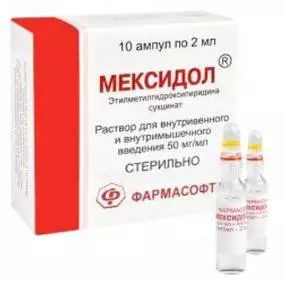 10 ампул по 2 мл
МЕКСИДОЛ®
Этилметилгидроксипиридина
сукцинат
Раствор для внутривенного
и внутримышечного
введения 50 мг/мл
СТЕРИЛЬНО
ФАРМАСОФТ